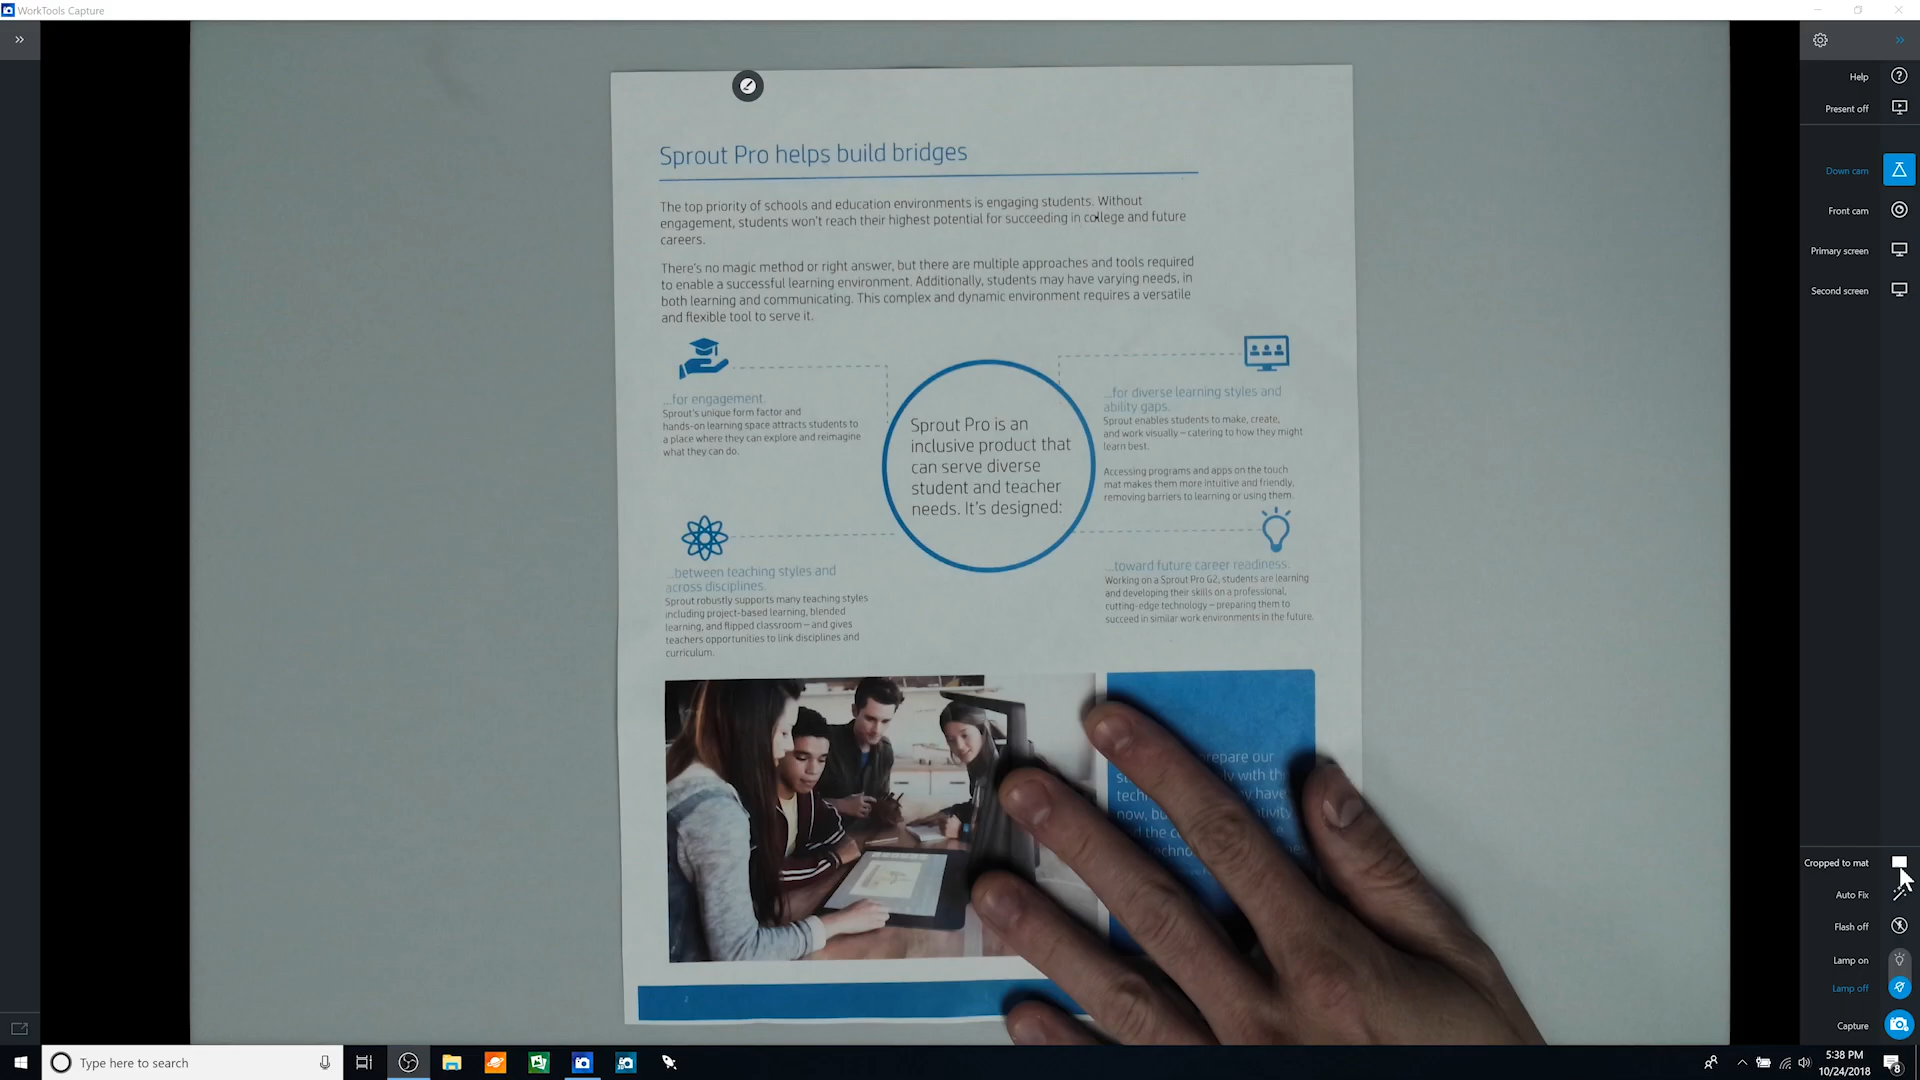 WorkTools Capture
Help
Present off
Down cam
Front cam
Primary screen
Second screen
Sprout Pro helps build bridges
The top priority of schools and education environments is engaging students. Without
engagement, students won't reach their highest potential for succeeding in college and future
careers.
There's no magic method or right answer, but there are multiple approaches and tools required
to enable a successful learning environment. Additionally, students may have varying needs, in
both learning and communicating. This complex and dynamic environment requires a versatile
and flexible tool to serve it.
...for engagement.
Sprout's unique form factor and
hands-on learning space attracts students to
a place where they can explore and reimagine
what they can do.
Sprout Pro is an
inclusive product that
can serve diverse
student and teacher
needs. It's designed:
...for diverse learning styles and
ability gaps.
Sprout enables students to make, create,
and work visually – catering to how they might
learn best.
Accessing programs and apps on the touch
mat makes them more intuitive and friendly,
removing barriers to learning or using them.
...between teaching styles and
across disciplines.
Sprout robustly supports many teaching styles
including project-based learning, blended
learning, and flipped classroom – and gives
teachers opportunities to link disciplines and
curriculum.
...toward future career readiness.
Working on a Sprout Pro G2, students are learning
and developing their skills on a professional,
cutting-edge technology – preparing them to
succeed in similar work environments in the future.
prepare our
with the
have
now,
the
Cropped to mat
Auto Fix
Flash off
Lamp on
Lamp off
Capture
Type here to search
5:38 PM
10/24/2018
8